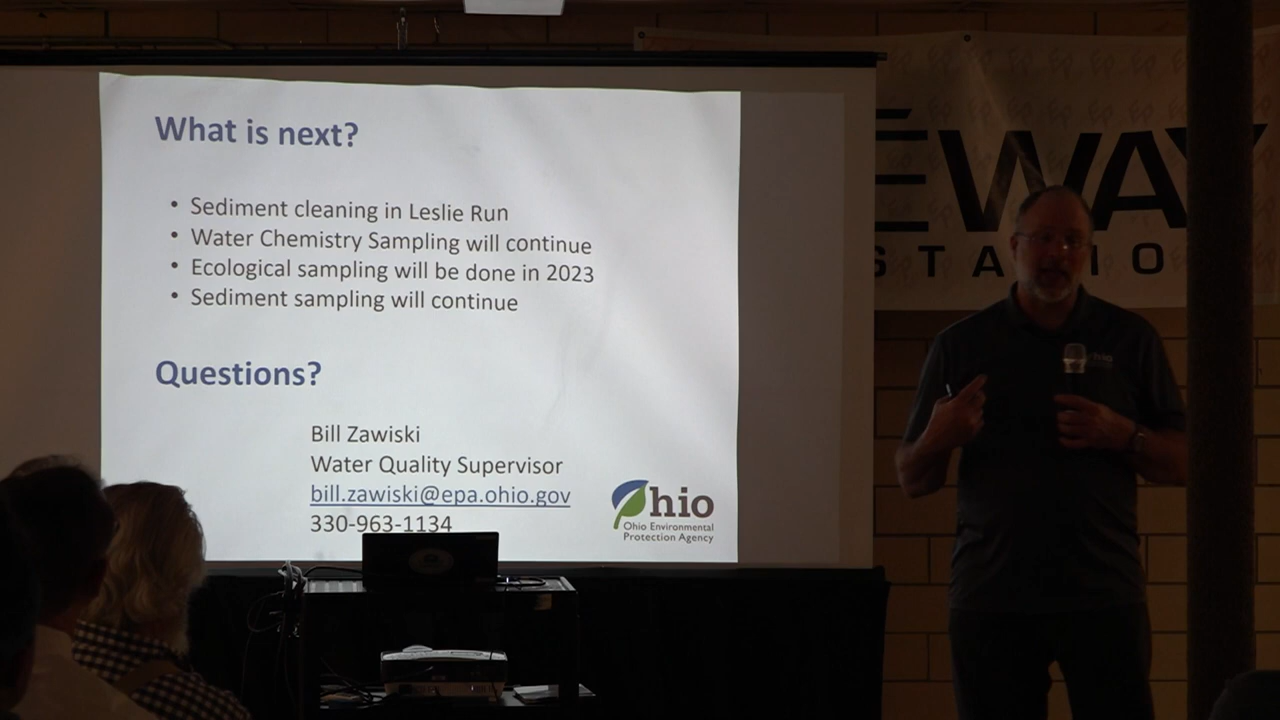 What is next?
• Sediment cleaning in Leslie Run
• Water Chemistry Sampling will continue
• Ecological sampling will be done in 2023
• Sediment sampling will continue
Questions?
Bill Zawiski
Water Quality Supervisor
bill.zawiski@epa.ohio.gov
330-963-1134
Ohio
Ohio Environmental
Protection Agency
EWAY
STATIO